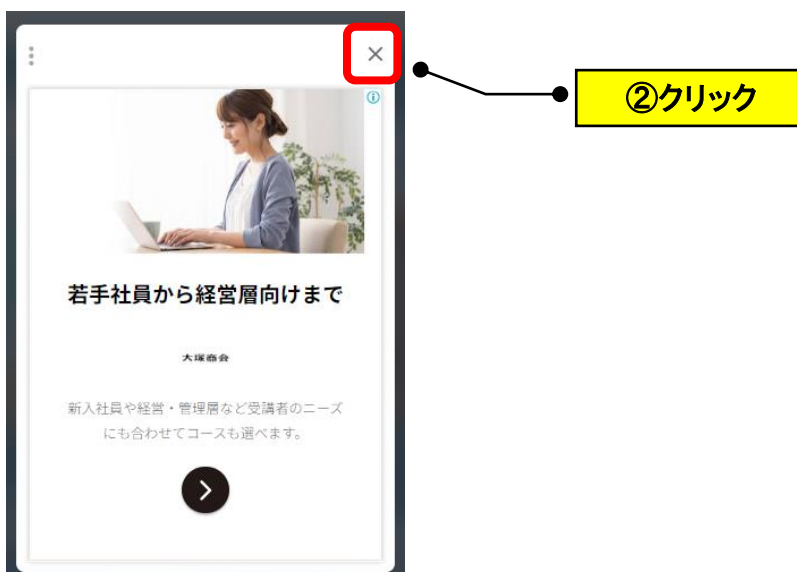 ②クリック
若手社員から経営層向けまで
大塚商会
新入社員や経営・管理層など受講者のニーズ
にも合わせてコースも選べます。